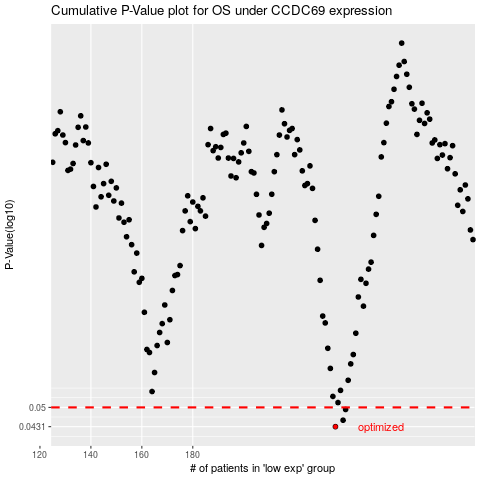 Cumulative P-Value plot for OS under CCDC69 expression
P-Value(log10)
0.05
0.0431
optimized
120 140 160 180
# of patients in 'low exp' group